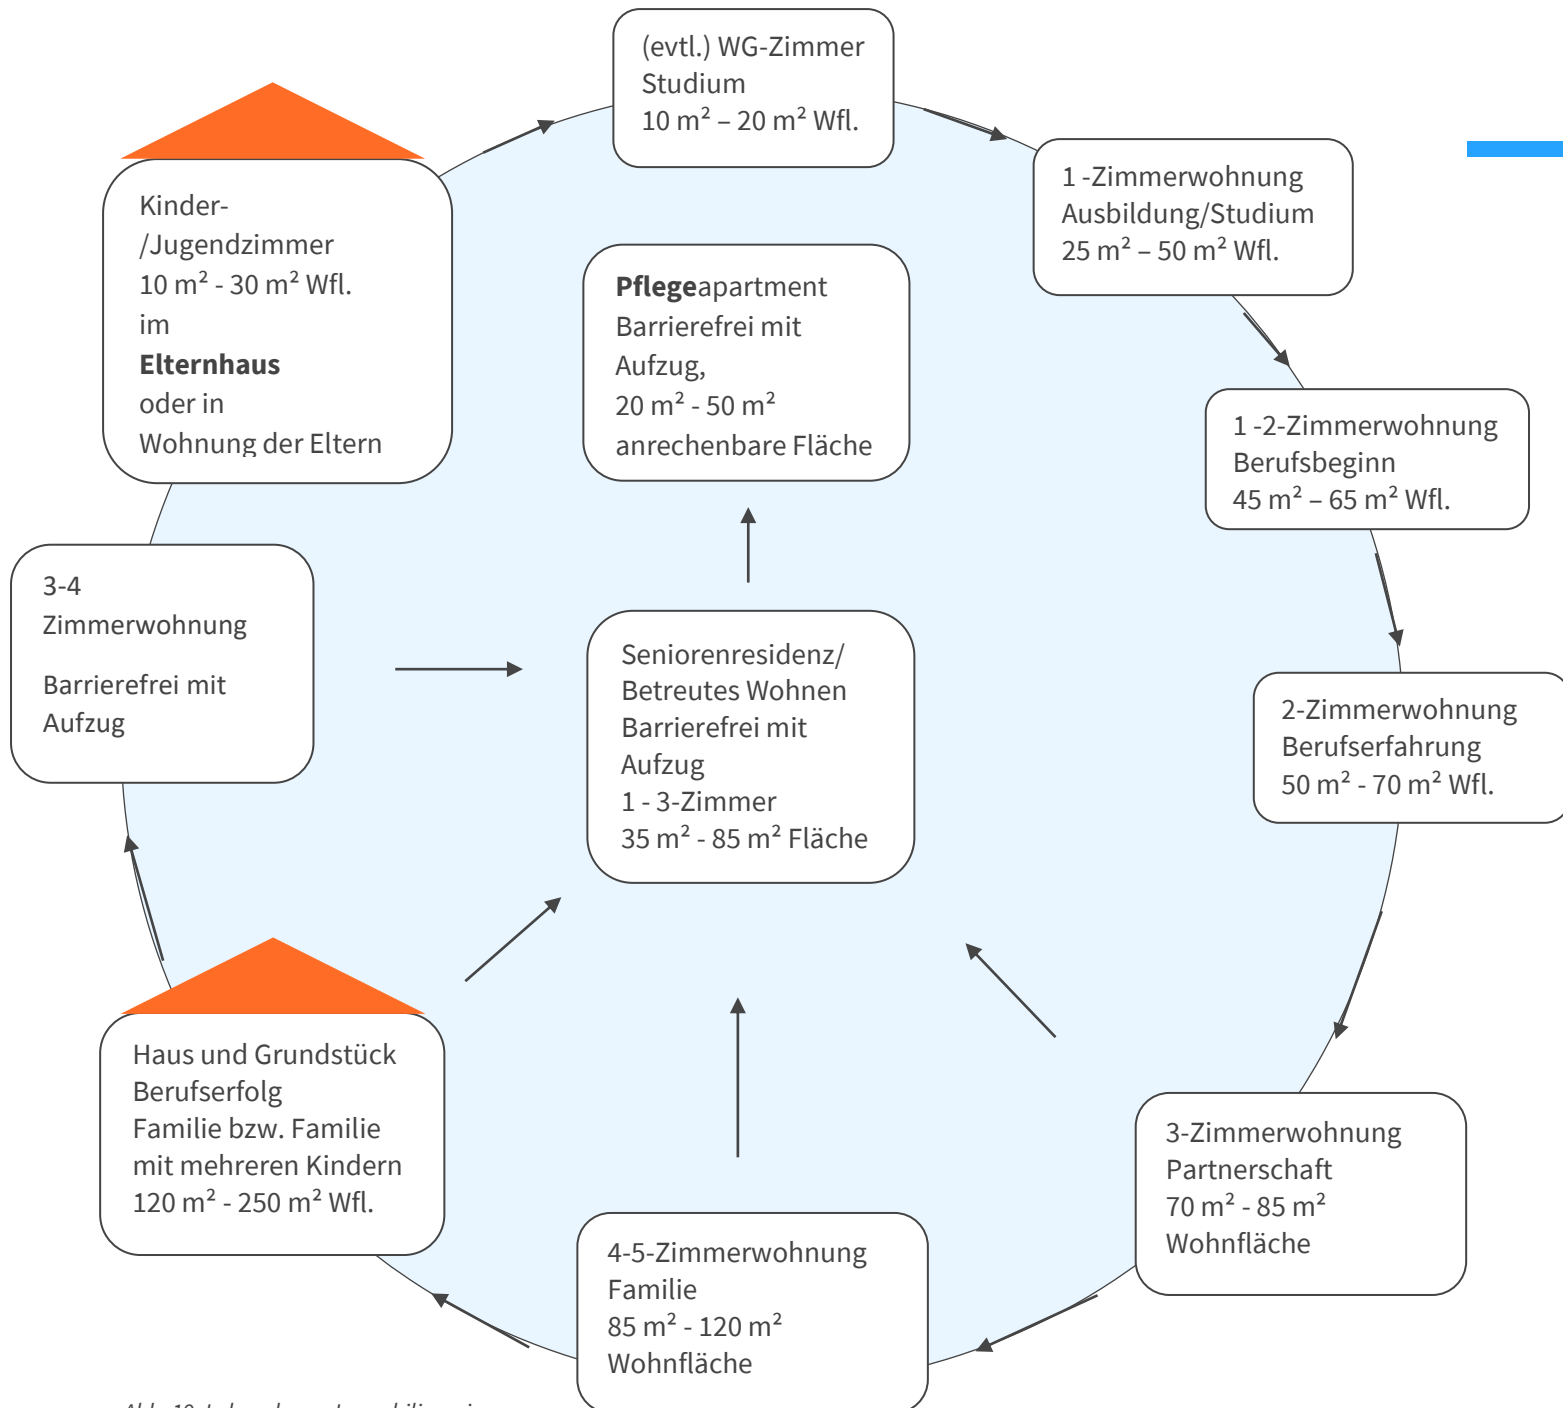 (evtl.) WG-Zimmer
Studium
10 m² – 20 m² Wfl.
1 -Zimmerwohnung
Ausbildung/Studium
25 m² – 50 m² Wfl.
Kinder-
/Jugendzimmer
10 m² - 30 m² Wfl.
im
Elternhaus
oder in
Wohnung der Eltern
Pflegeapartment
Barrierefrei mit
Aufzug,
20 m² - 50 m²
anrechenbare Fläche
1 -2-Zimmerwohnung
Berufsbeginn
45 m² – 65 m² Wfl.
3-4
Zimmerwohnung
Barrierefrei mit
Aufzug
Seniorenresidenz/
Betreutes Wohnen
Barrierefrei mit
Aufzug
1 - 3-Zimmer
35 m² - 85 m² Fläche
2-Zimmerwohnung
Berufserfahrung
50 m² - 70 m² Wfl.
Haus und Grundstück
Berufserfolg
Familie bzw. Familie
mit mehreren Kindern
120 m² - 250 m² Wfl.
3-Zimmerwohnung
Partnerschaft
70 m² - 85 m²
Wohnfläche
4-5-Zimmerwohnung
Familie
85 m² - 120 m²
Wohnfläche